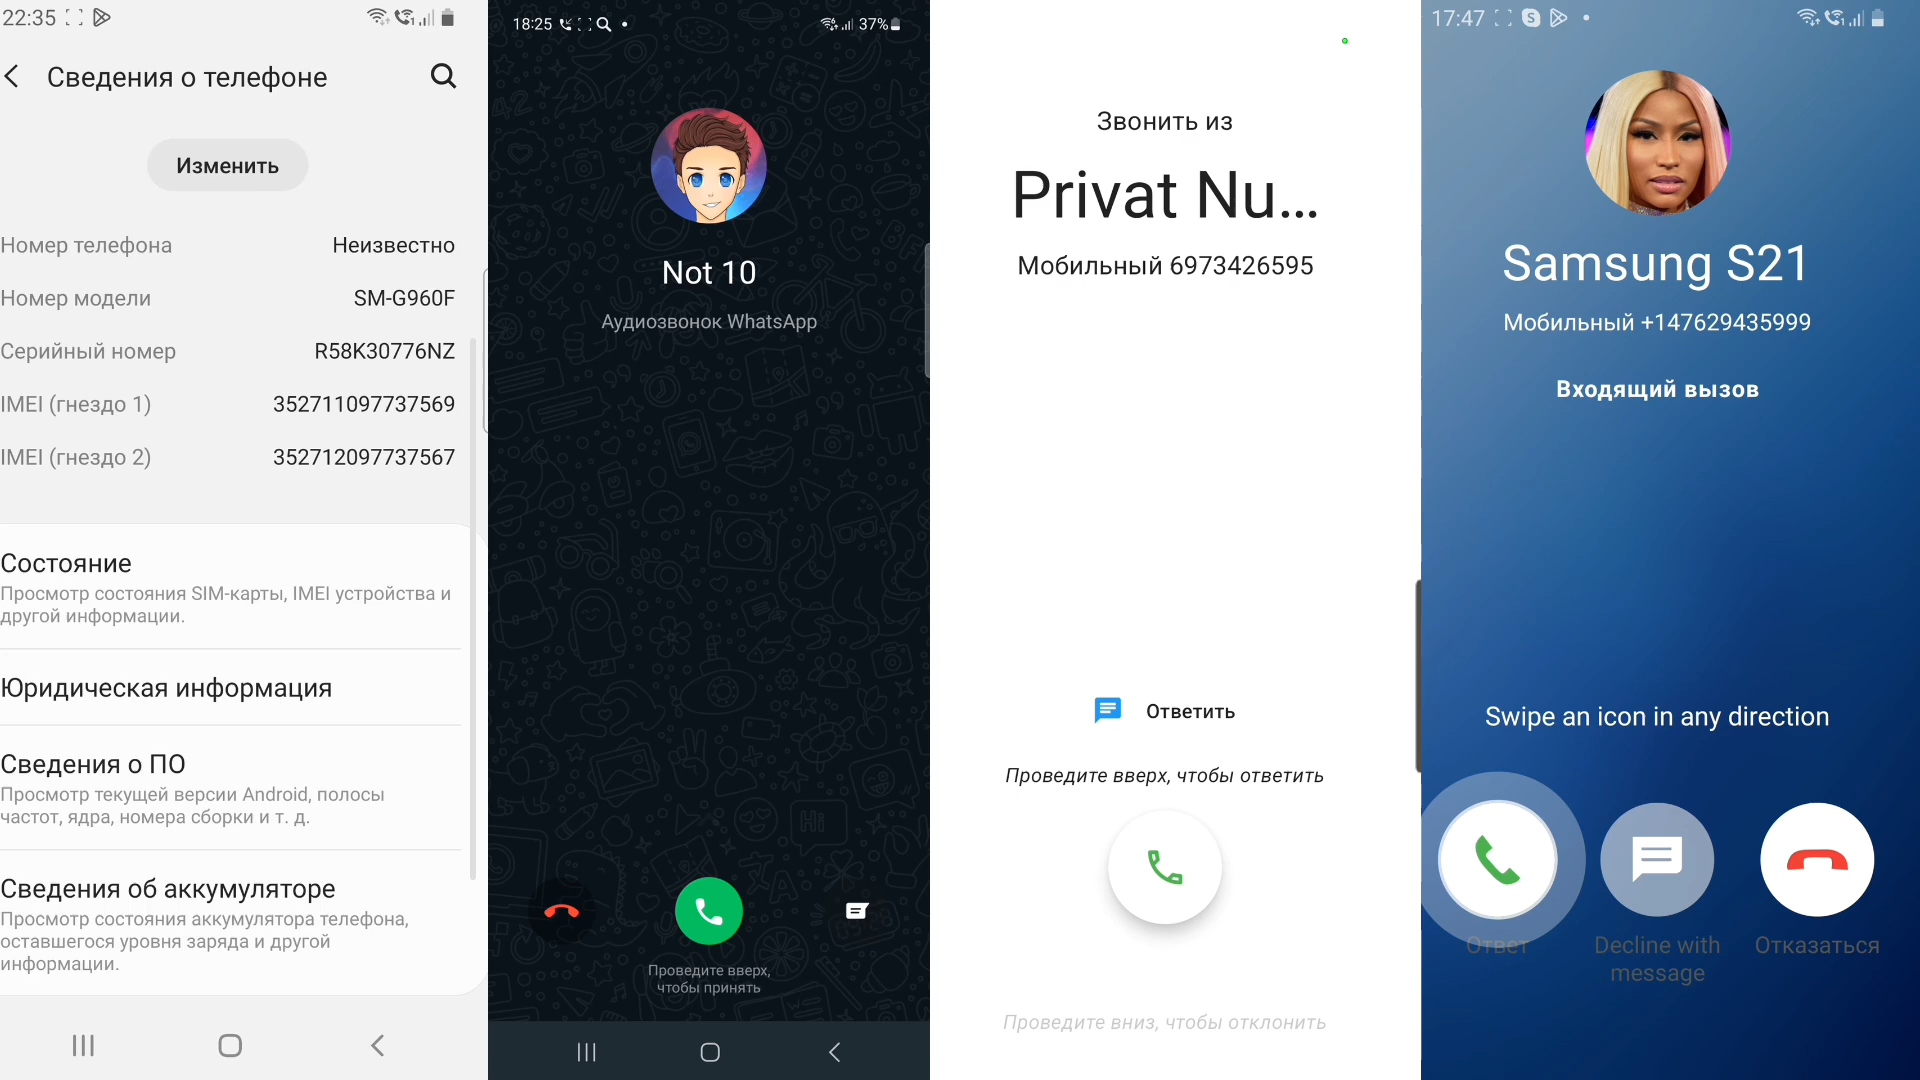 22:35
Сведения о телефоне
Изменить
Номер телефона Неизвестно
Номер модели SM-G960F
Серийный номер R58K30776NZ
IMEI (гнездо 1) 352711097737569
IMEI (гнездо 2) 352712097737567
Состояние
Просмотр состояния SIM-карты, IMEI устройства и
другой информации.
Юридическая информация
Сведения о ПО
Просмотр текущей версии Android, полосы
частот, ядра, номера сборки и т. д.
Сведения об аккумуляторе
Просмотр состояния аккумулятора телефона,
оставшегося уровня заряда и другой
информации.
18:25 37%
Not 10
Аудиозвонок WhatsApp
Hi
Проведите вверх,
чтобы принять
Звонить из
Privat Nu...
Мобильный 6973426595
Ответить
Проведите вверх, чтобы ответить
Проведите вниз, чтобы отклонить
17:47
Samsung S21
Мобильный +147629435999
Входящий вызов
Swipe an icon in any direction
Ответ
Decline with
message
Отказаться